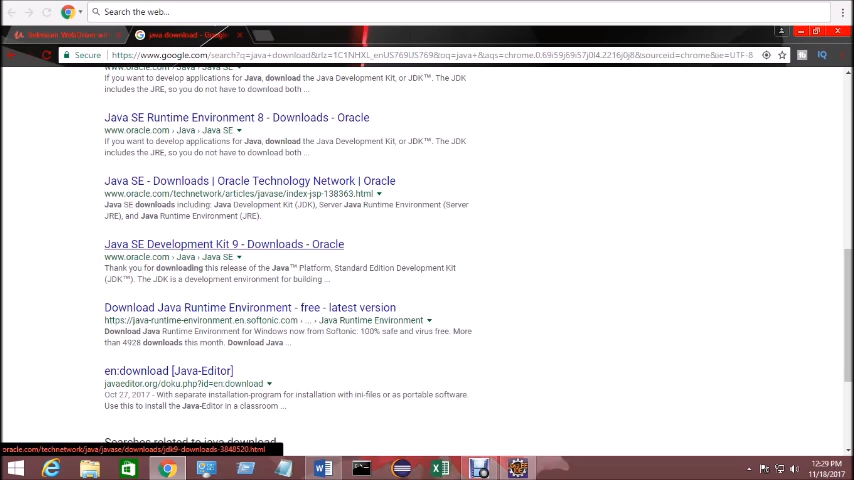 Search the web...
Selenium WebDriver wit
java download - Google
Secure
https://www.google.com/search?q=java+download&rlz=1C1NHXL_enUS769US769&oq=java+download&aqs=chrome.0.69i59j69i57j0l4.2216j0j8&sourceid=chrome&ie=UTF-8
IQ
www.oracle.com › Java › Java SE
If you want to develop applications for Java, download the Java Development Kit, or JDK™. The JDK
includes the JRE, so you do not have to download both ...
Java SE Runtime Environment 8 - Downloads - Oracle
www.oracle.com › Java › Java SE
If you want to develop applications for Java, download the Java Development Kit, or JDK™. The JDK
includes the JRE, so you do not have to download both ...
Java SE - Downloads | Oracle Technology Network | Oracle
www.oracle.com/technetwork/articles/javase/index-jsp-138363.html
Java SE downloads including: Java Development Kit (JDK), Server Java Runtime Environment (Server
JRE), and Java Runtime Environment (JRE).
Java SE Development Kit 9 - Downloads - Oracle
www.oracle.com › Java › Java SE
Thank you for downloading this release of the Java™ Platform, Standard Edition Development Kit
(JDK™). The JDK is a development environment for building ...
Download Java Runtime Environment - free - latest version
https://java-runtime-environment.en.softonic.com › ... › Java Runtime Environment
Download Java Runtime Environment for Windows now from Softonic: 100% safe and virus free. More
than 4928 downloads this month. Download Java ...
en:download [Java-Editor]
javaeditor.org/doku.php?id=en:download
Oct 27, 2017 - With separate installation-program for installation with ini-files or as portable software.
Use this to install the Java-Editor in a classroom ...
Searches related to java download
oracle.com/technetwork/java/javase/downloads/jdk9-downloads-3848520.html
12:29 PM
11/18/2017